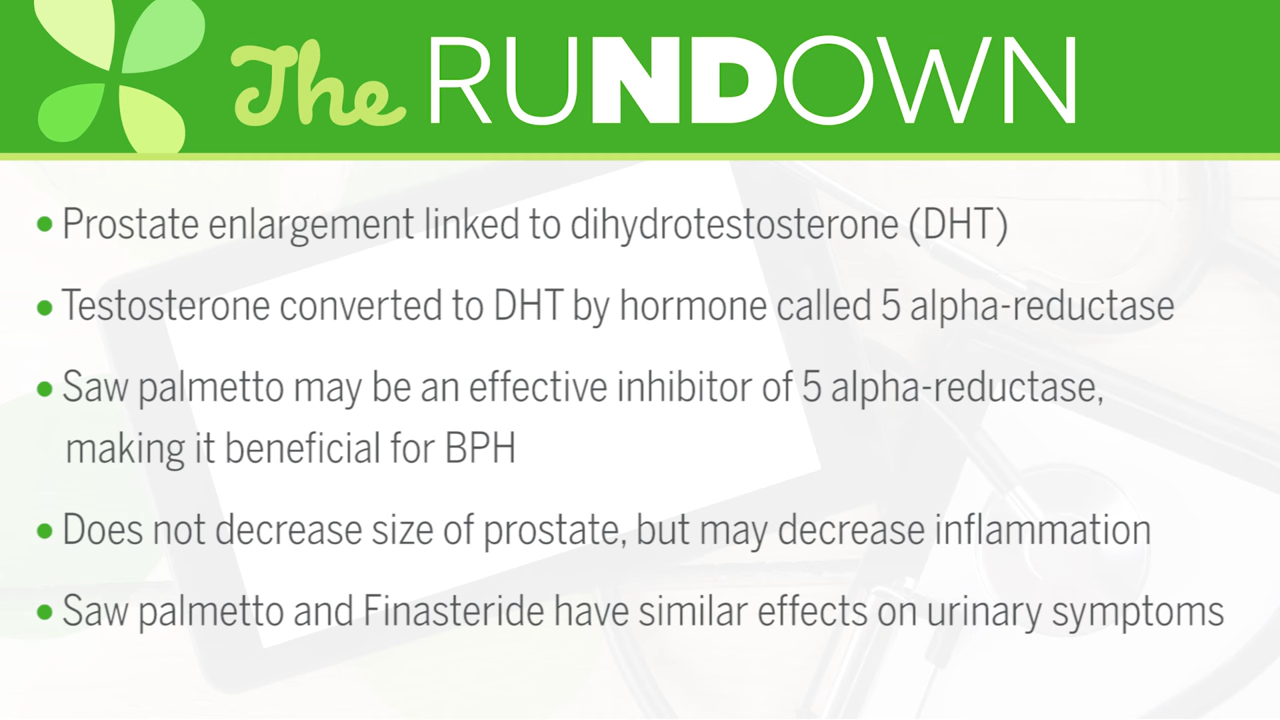 The RUNDOWN
• Prostate enlargement linked to dihydrotestosterone (DHT)
• Testosterone converted to DHT by hormone called 5 alpha-reductase
• Saw palmetto may be an effective inhibitor of 5 alpha-reductase,
making it beneficial for BPH
• Does not decrease size of prostate, but may decrease inflammation
• Saw palmetto and Finasteride have similar effects on urinary symptoms